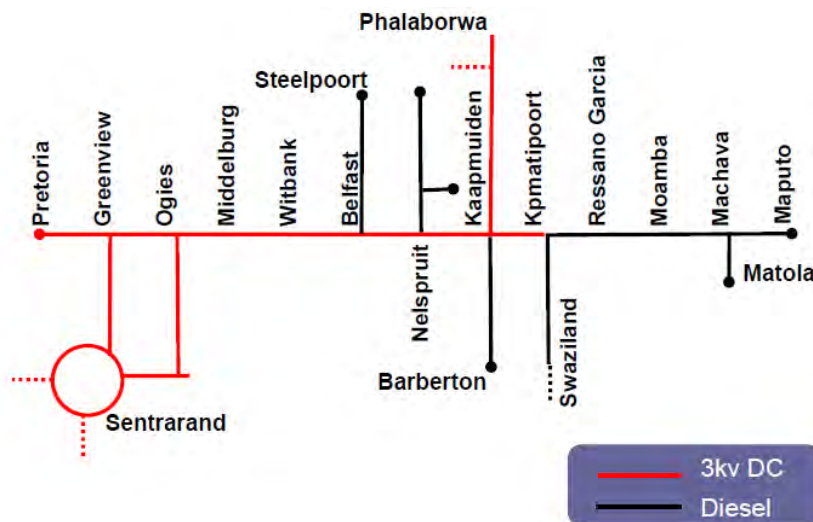 Phalaborwa
Steelpoort
Pretoria
Greenview
Ogies
Middelburg
Witbank
Belfast
Nelspruit
Kaapmuiden
Kpmatipoort
Ressano Garcia
Moamba
Machava
Maputo
Matola
Barberton
Swaziland
Sentrarand
3kv DC
Diesel